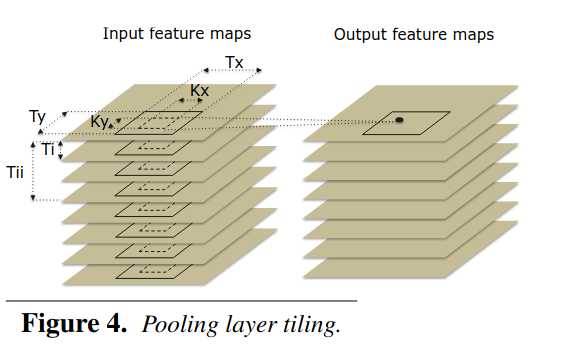 Input feature maps
Output feature maps
Tx
Kx
Ty
Ky
Ti
Tii
Figure 4. Pooling layer tiling.